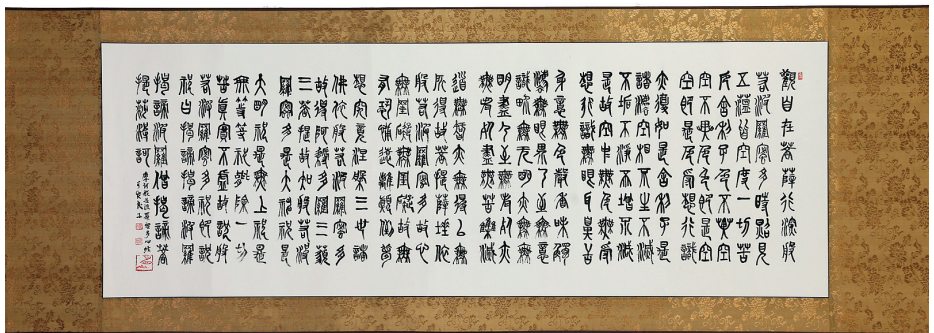 觀自在菩薩行深般
若波羅蜜多時照見
五蘊皆空度一切苦
厄舍利子色不異空
空不異色色即是空
空即是色受想行識
亦復如是舍利子是
諸法空相不生不滅
不垢不淨不增不減
是故空中無色無受
想行識無眼耳鼻舌
身意無色聲香味觸
法無眼界乃至無意
識界無無明亦無無
明盡乃至無老死亦
無老死盡無苦集滅
道無智亦無得以無
所得故菩提薩埵依
般若波羅蜜多故心
無罣礙無罣礙故無
有恐怖遠離顛倒夢
想究竟涅槃三世諸
佛依般若波羅蜜多
故得阿耨多羅三藐
三菩提故知般若波
羅蜜多是大神咒是
大明咒是無上咒是
無等等咒能除一切
苦真實不虛故說般
若波羅蜜多咒即說
咒曰揭諦揭諦波羅
揭諦波羅僧揭諦菩
提薩婆訶
般若波羅蜜多心經